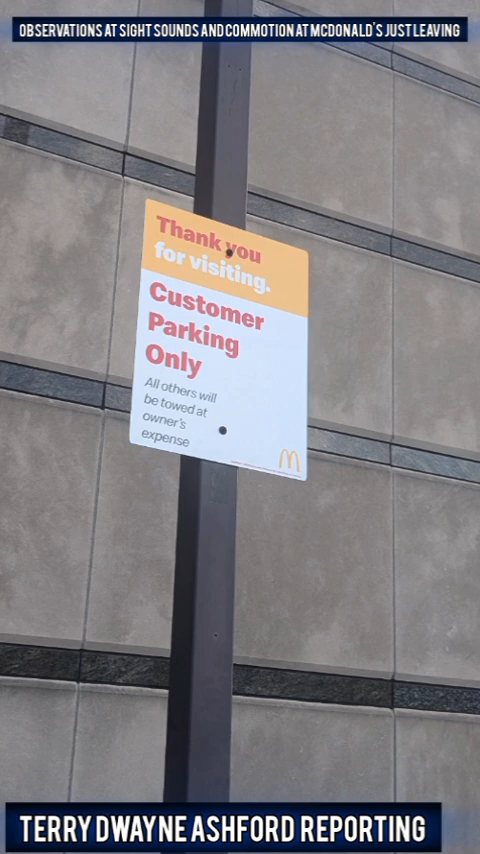 OBSERVATIONS AT SIGHT SOUNDS AND COMMOTION AT MCDONALD'S JUST LEAVING
Thank you
for visiting.
Customer
Parking
Only
All others will
be towed at
owner's
expense
TERRY DWAYNE ASHFORD REPORTING